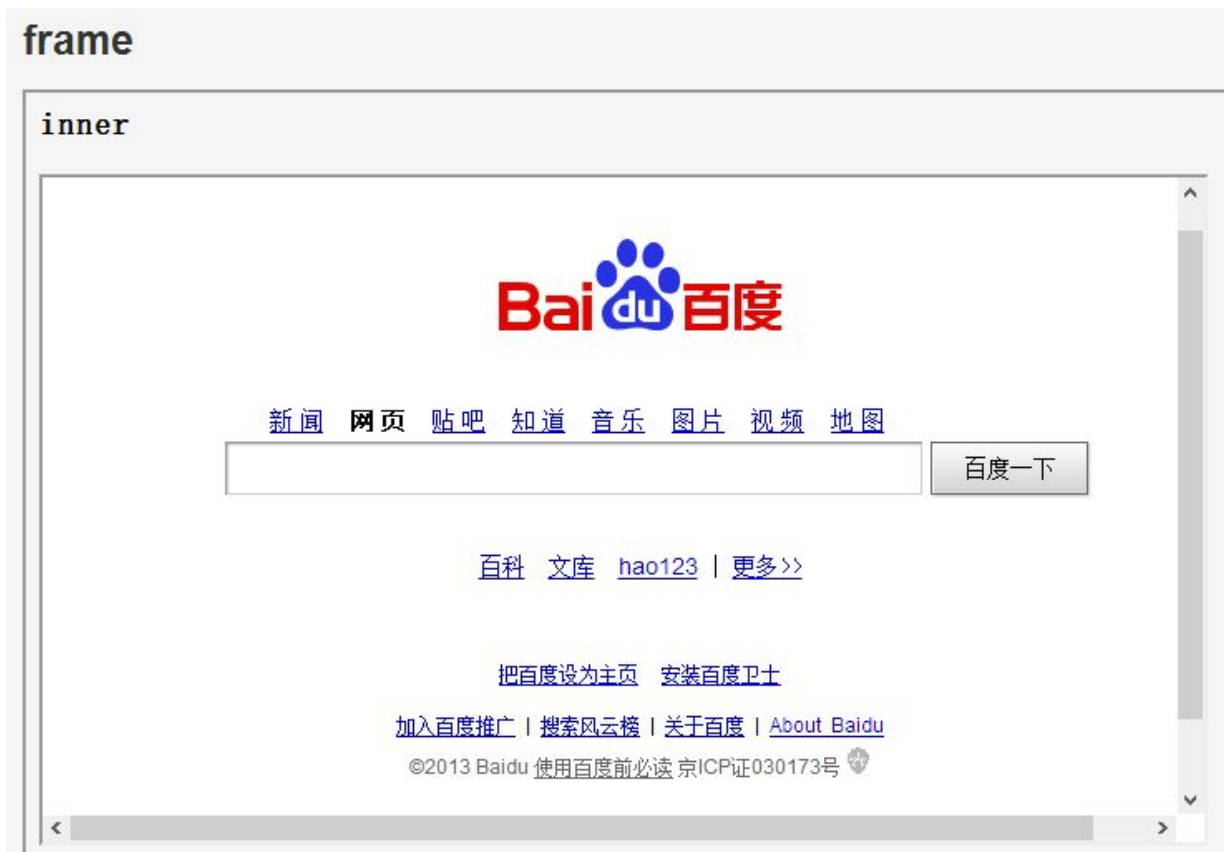 frame
inner
Bai du 百度
新闻 网页 贴吧 知道 音乐 图片 视频 地图
百度一下
百科 文库 hao123 | 更多>>
把百度设为主页 安装百度卫士
加入百度推广 | 搜索风云榜 | 关于百度 | About Baidu
©2013 Baidu 使用百度前必读 京ICP证030173号